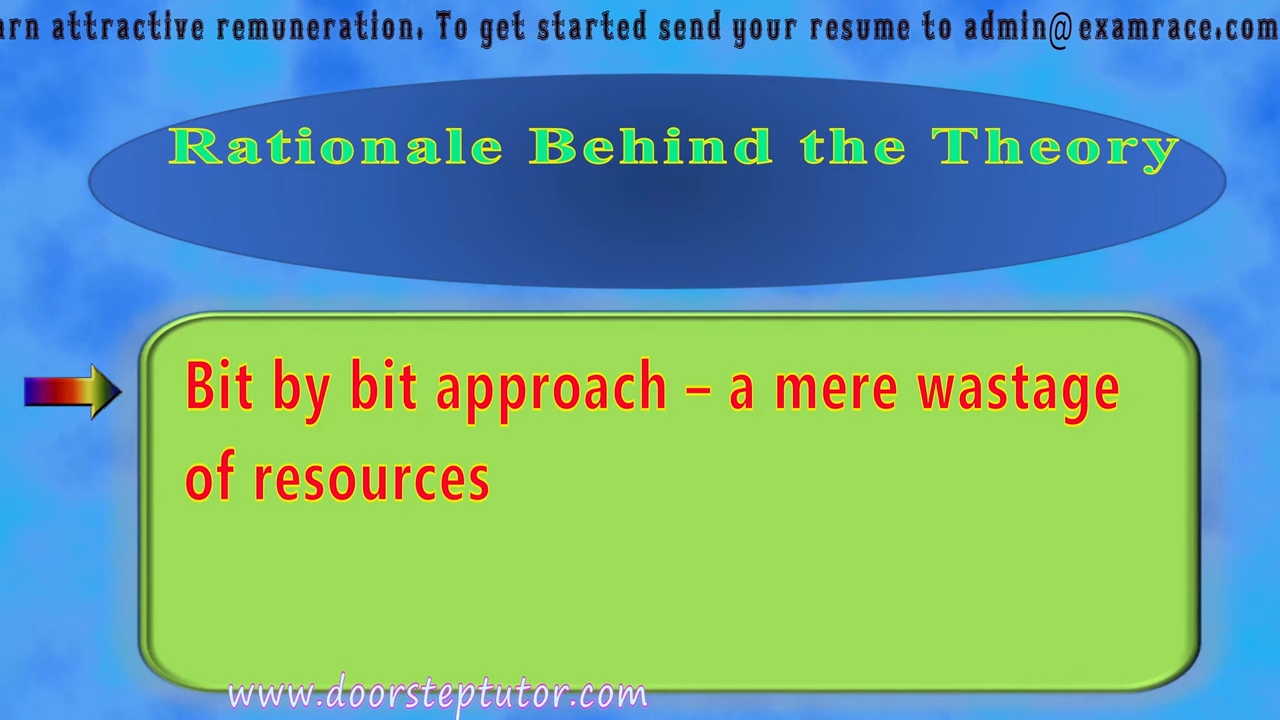 attractive remuneration. To get started send your resume to admin@examrace.com
Rationale Behind the Theory
Bit by bit approach – a mere wastage
of resources
www.doorsteptutor.com